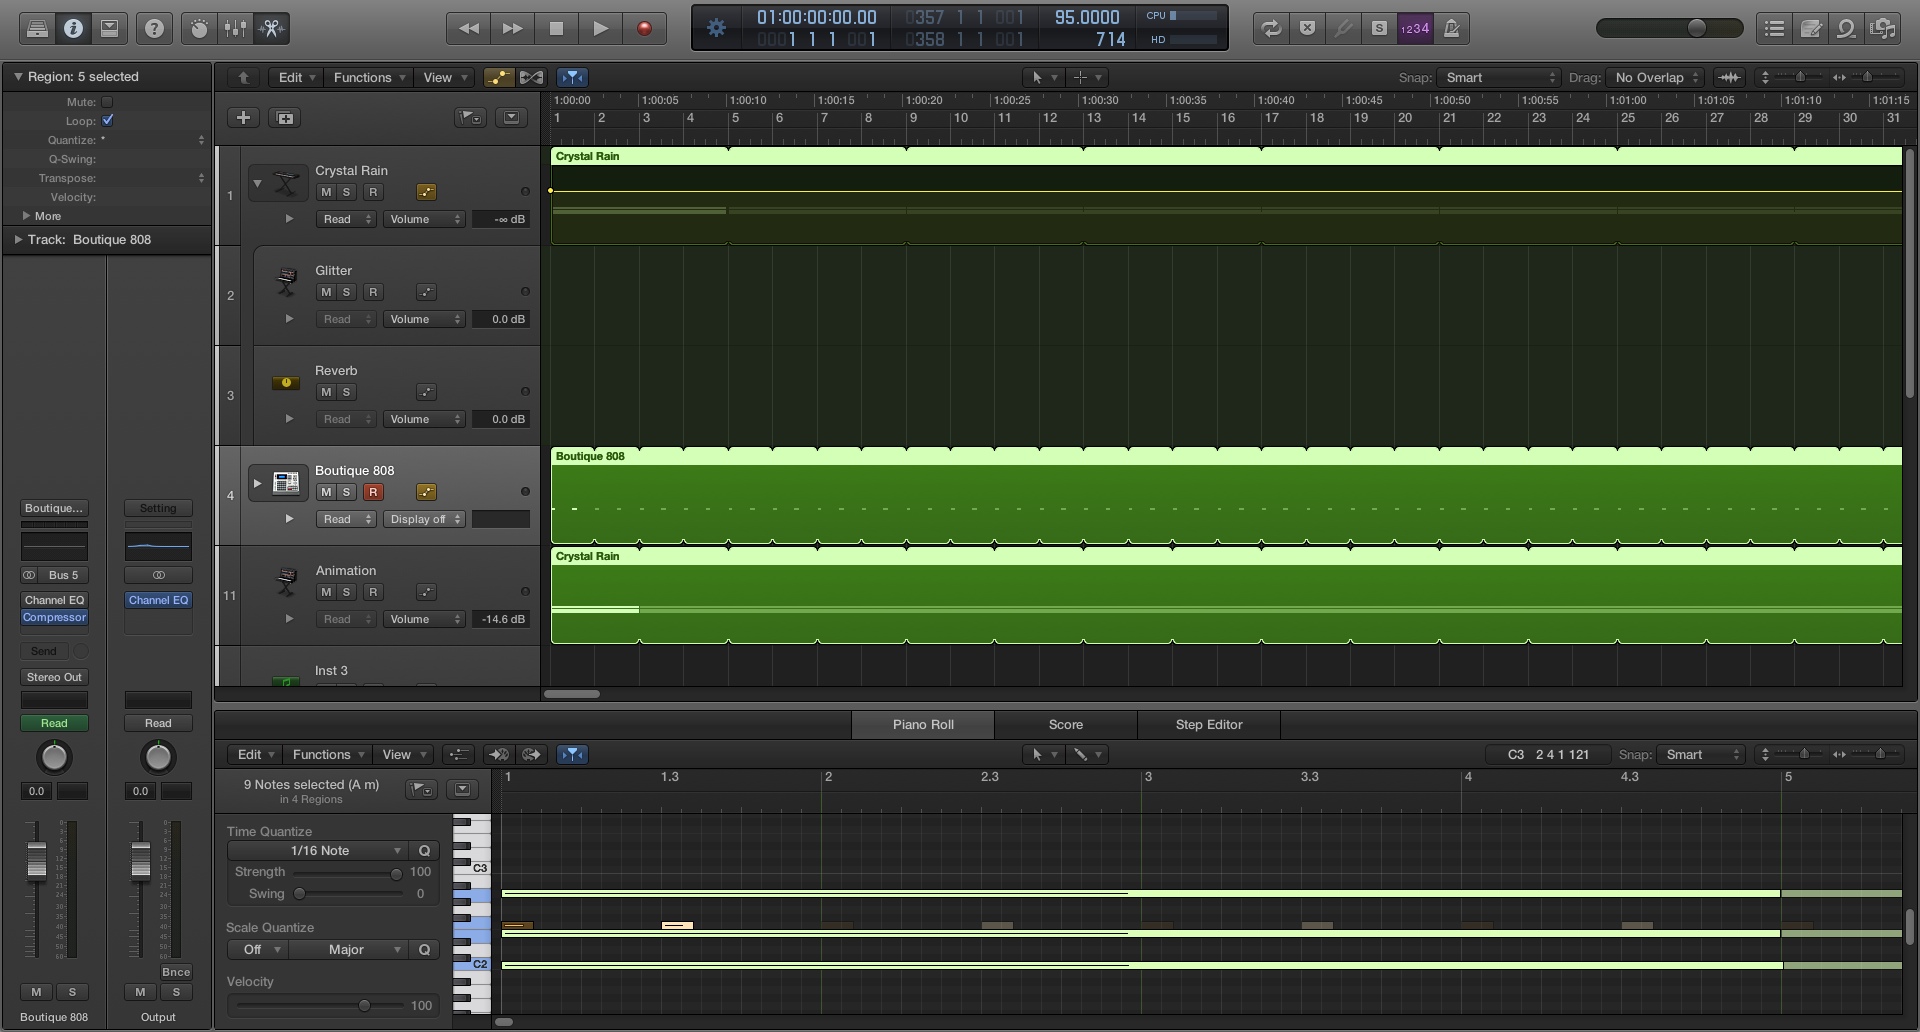 01:00:00:00.00 0357 1 1 001 95.0000 CPU
0001 1 1 001 0358 1 1 001 714 HD
S 1234
Region: 5 selected
Mute:
Loop:
Quantize:
Q-Swing:
Transpose:
Velocity:
More
Track: Boutique 808
Edit Functions View Snap: Smart Drag: No Overlap
1:00:00 1:00:05 1:00:10 1:00:15 1:00:20 1:00:25 1:00:30 1:00:35 1:00:40 1:00:45 1:00:50 1:00:55 1:01:00 1:01:05 1:01:10 1:01:15
1 2 3 4 5 6 7 8 9 10 11 12 13 14 15 16 17 18 19 20 21 22 23 24 25 26 27 28 29 30 31
1 Crystal Rain
M S R
Read Volume -∞ dB
2 Glitter
M S R
Read Volume 0.0 dB
3 Reverb
M S
Read Volume 0.0 dB
4 Boutique 808
M S R
Read Display off
11 Animation
M S R
Read Volume -14.6 dB
Inst 3
Crystal Rain
Boutique 808
Crystal Rain
Boutique... Setting
Bus 5
Channel EQ Channel EQ
Compressor
Send
Stereo Out
Read Read
0.0 0.0
Bnce
M S M S
Boutique 808 Output
Piano Roll Score Step Editor
Edit Functions View C3 2 4 1 121 Snap: Smart
1 1.3 2 2.3 3 3.3 4 4.3 5
9 Notes selected (A m)
in 4 Regions
Time Quantize
1/16 Note Q
Strength 100
Swing 0
Scale Quantize
Off Major Q
Velocity
100
C3
C2